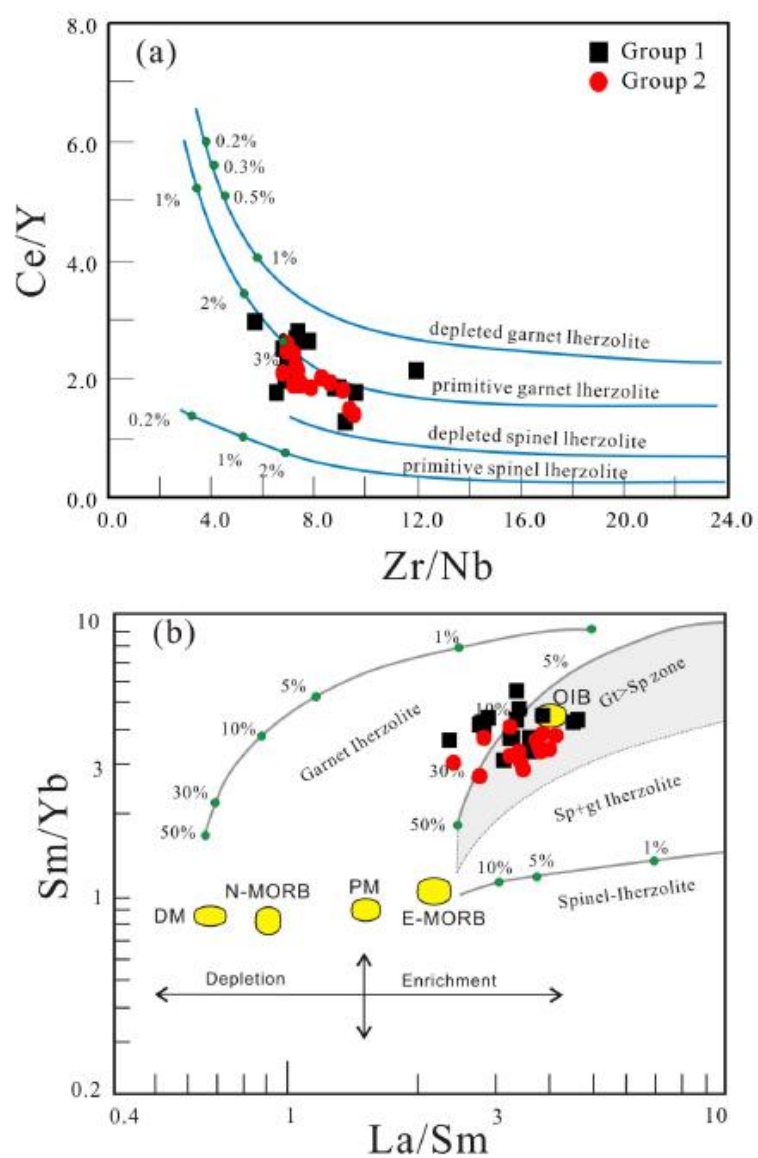 8.0
(a)
Group 1
Group 2
6.0
0.2%
0.3%
0.5%
1%
1%
Ce/Y
4.0
2%
depleted garnet lherzolite
3%
2.0
primitive garnet lherzolite
0.2%
depleted spinel lherzolite
1%
2%
primitive spinel lherzolite
0.0
0.0 4.0 8.0 12.0 16.0 20.0 24.0
Zr/Nb
10
(b)
1%
5%
5%
Gt>Sp zone
OIB
10%
10%
Garnet lherzolite
3
30%
30%
Sp+gt lherzolite
50%
50%
Sm/Yb
1%
5%
10%
1
Spinel-lherzolite
N-MORB
PM
DM
E-MORB
Depletion
Enrichment
0.2
0.4 1 3 10
La/Sm